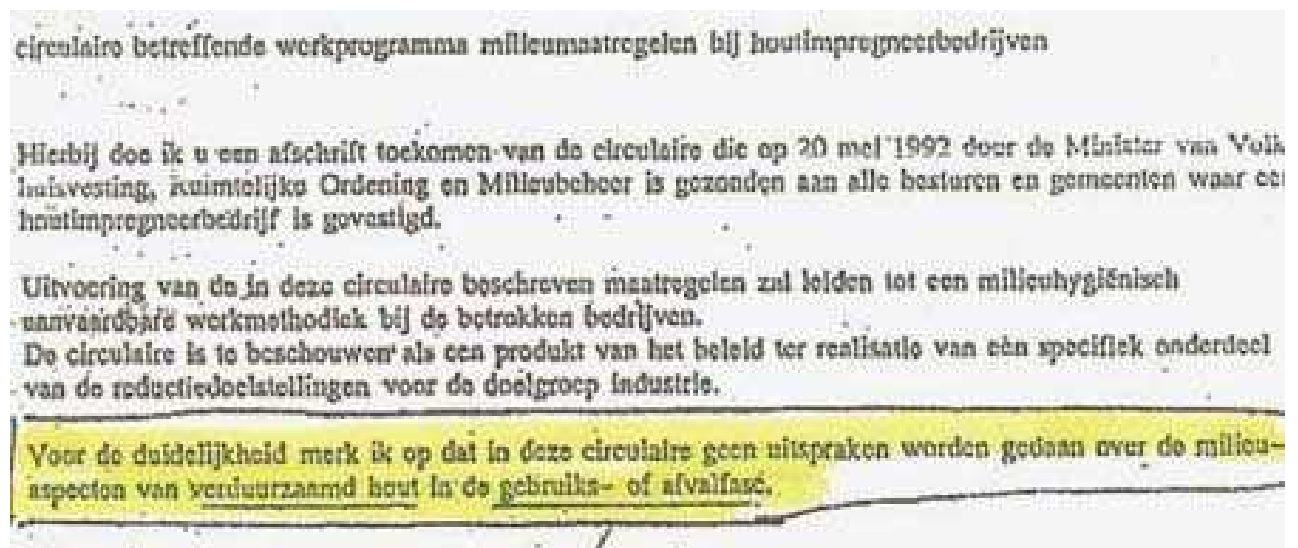 circulaire betreffende werkprogramma milieumaatregelen bij houtimpregneerbedrijven
Hierbij doe ik u een afschrift toekomen van de circulaire die op 20 mei 1992 door de Minister van Volk
huisvesting, Ruimtelijke Ordening en Milieubeheer is gezonden aan alle besturen en gemeenten waar ee
houtimpregneerbedrijf is gevestigd.
Uitvoering van de in deze circulaire beschreven maatregelen zal leiden tot een milieuhygiënisch
aanvaardbare werkmethodiek bij de betrokken bedrijven.
De circulaire is te beschouwen als een produkt van het beleid ter realisatie van één specifiek onderdeel
van de reductiedoelstellingen voor de doelgroep industrie.
Voor de duidelijkheid merk ik op dat in deze circulaire geen uitspraken worden gedaan over de milieu-
aspecten van verduurzaamd hout in de gebruiks- of afvalfase.